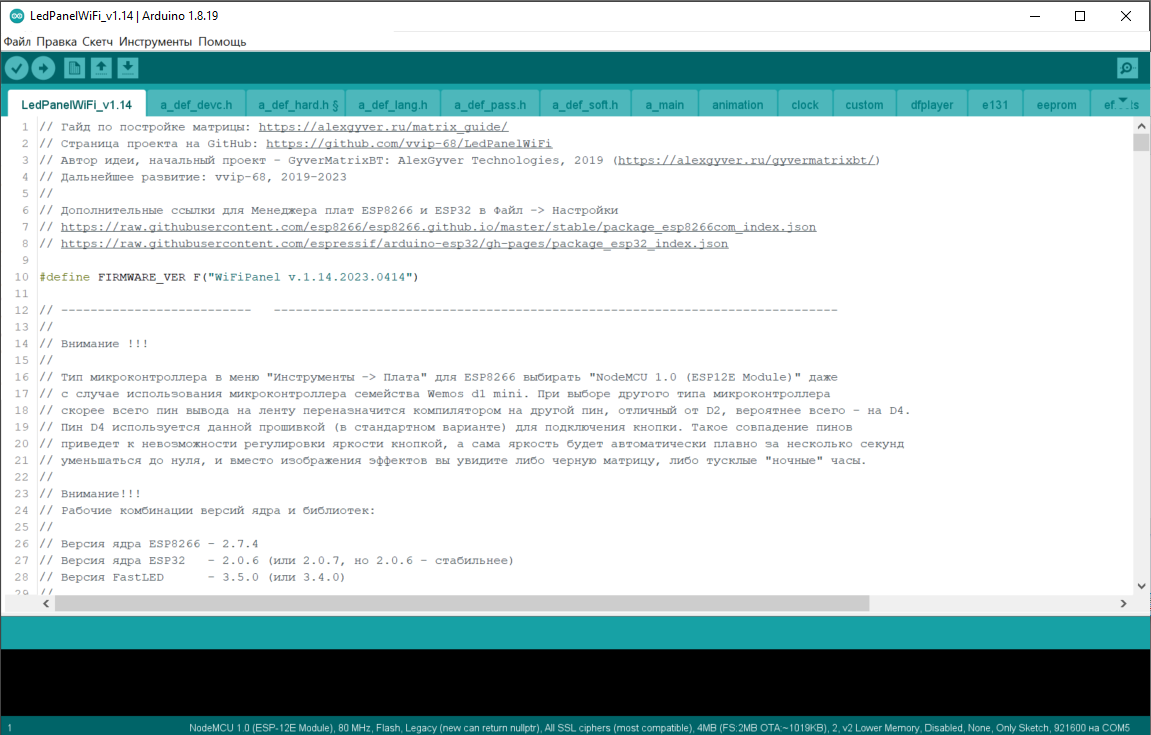 LedPanelWiFi_v1.14 | Arduino 1.8.19
Файл Правка Скетч Инструменты Помощь
LedPanelWiFi_v1.14 a_def_devc.h a_def_hard.h § a_def_lang.h a_def_pass.h a_def_soft.h a_main animation clock custom dfplayer e131 eeprom
1 // Гайд по постройке матрицы: https://alexgyver.ru/matrix_guide/
2 // Страница проекта на GitHub: https://github.com/vvip-68/LedPanelWiFi
3 // Автор идеи, начальный проект - GyverMatrixBT: AlexGyver Technologies, 2019 (https://alexgyver.ru/gyvermatrixbt/)
4 // Дальнейшее развитие: vvip-68, 2019-2023
5 //
6 // Дополнительные ссылки для Менеджера плат ESP8266 и ESP32 в Файл -> Настройки
7 // https://raw.githubusercontent.com/esp8266/esp8266.github.io/master/stable/package_esp8266com_index.json
8 // https://raw.githubusercontent.com/espressif/arduino-esp32/gh-pages/package_esp32_index.json
9
10 #define FIRMWARE_VER F("WiFiPanel v.1.14.2023.0414")
11
12 // -------------------------- -----------------------------------------------------------------------------
13 //
14 // Внимание !!!
15 //
16 // Тип микроконтроллера в меню "Инструменты -> Плата" для ESP8266 выбирать "NodeMCU 1.0 (ESP12E Module)" даже
17 // с случае использования микроконтроллера семейства Wemos d1 mini. При выборе другого типа микроконтроллера
18 // скорее всего пин вывода на ленту переназначится компилятором на другой пин, отличный от D2, вероятнее всего - на D4.
19 // Пин D4 используется данной прошивкой (в стандартном варианте) для подключения кнопки. Такое совпадение пинов
20 // приведет к невозможности регулировки яркости кнопкой, а сама яркость будет автоматически плавно за несколько секунд
21 // уменьшаться до нуля, и вместо изображения эффектов вы увидите либо черную матрицу, либо тусклые "ночные" часы.
22 //
23 // Внимание!!!
24 // Рабочие комбинации версий ядра и библиотек:
25 //
26 // Версия ядра ESP8266 - 2.7.4
27 // Версия ядра ESP32 - 2.0.6 (или 2.0.7, но 2.0.6 - стабильнее)
28 // Версия FastLED - 3.5.0 (или 3.4.0)
29 //
1 NodeMCU 1.0 (ESP-12E Module), 80 MHz, Flash, Legacy (new can return nullptr), All SSL ciphers (most compatible), 4MB (FS:2MB OTA:~1019KB), 2, v2 Lower Memory, Disabled, None, Only Sketch, 921600 на COM5